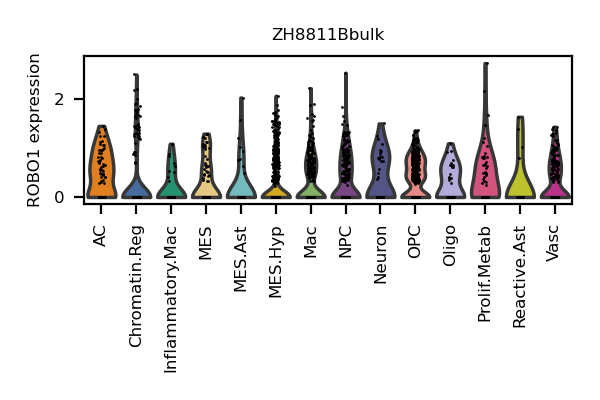 ZH8811Bbulk
ROBO1 expression
2
0
AC
Chromatin.Reg
Inflammatory.Mac
MES
MES.Ast
MES.Hyp
Mac
NPC
Neuron
OPC
Oligo
Prolif.Metab
Reactive.Ast
Vasc